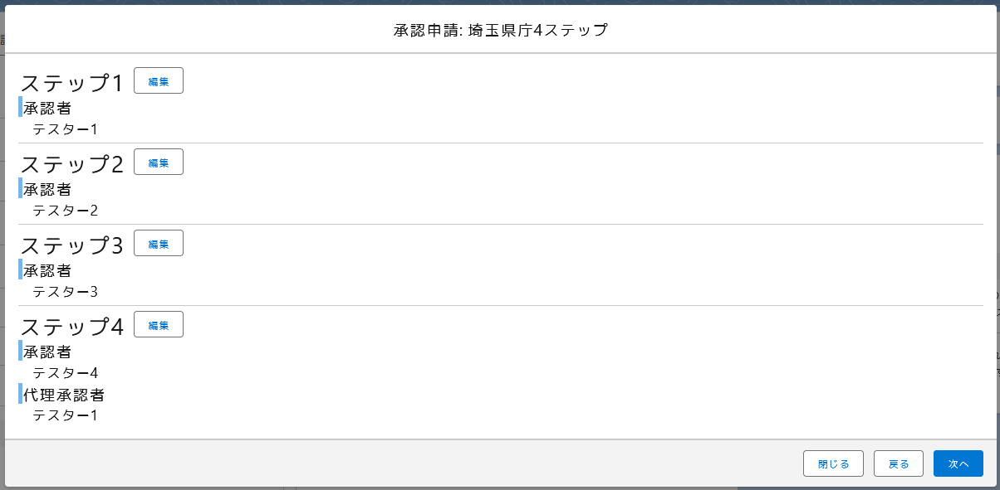 承認申請: 埼玉県庁4ステップ
ステップ1 編集
承認者
テスター1
ステップ2 編集
承認者
テスター2
ステップ3 編集
承認者
テスター3
ステップ4 編集
承認者
テスター4
代理承認者
テスター1
閉じる 戻る 次へ